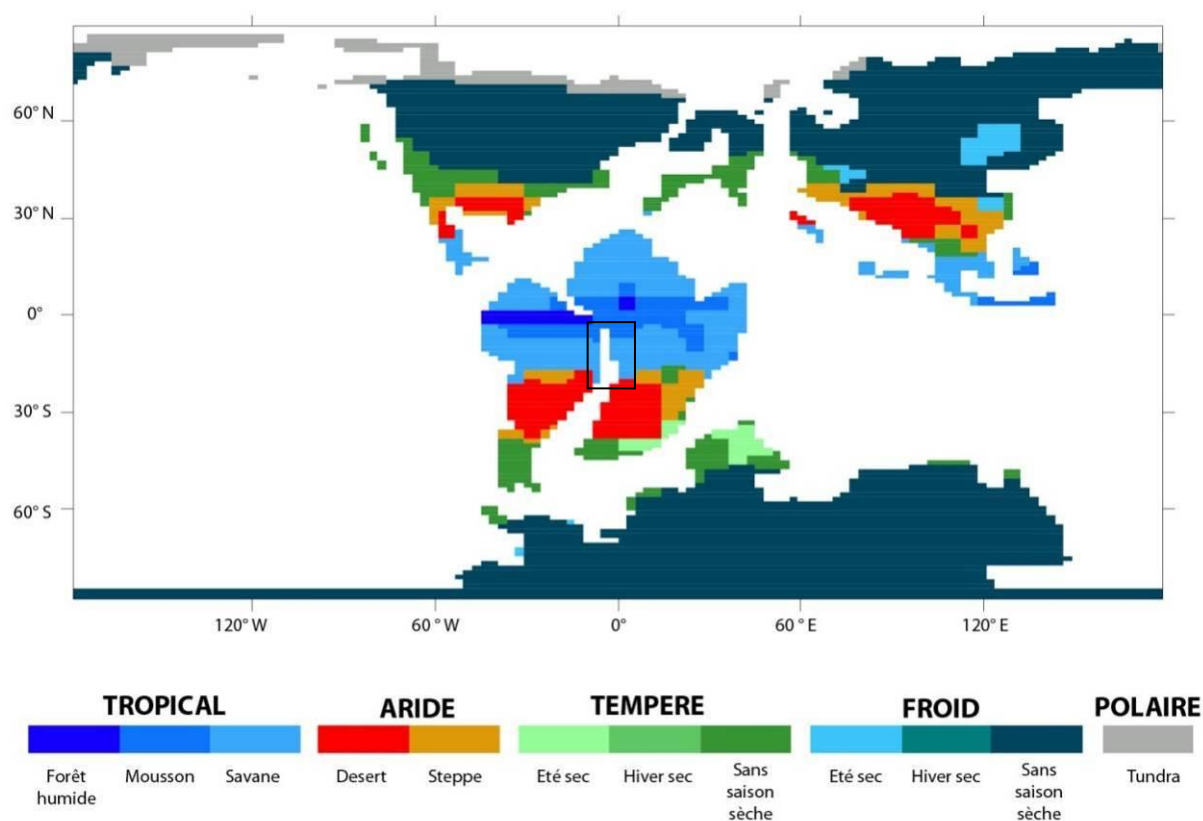 60° N
30° N
0°
30° S
60° S
120° W
60° W
0°
60° E
120° E
TROPICAL
ARIDE
TEMPERE
FROID
POLAIRE
Forêt humide
Mousson
Savane
Desert
Steppe
Eté sec
Hiver sec
Sans saison sèche
Eté sec
Hiver sec
Sans saison sèche
Tundra